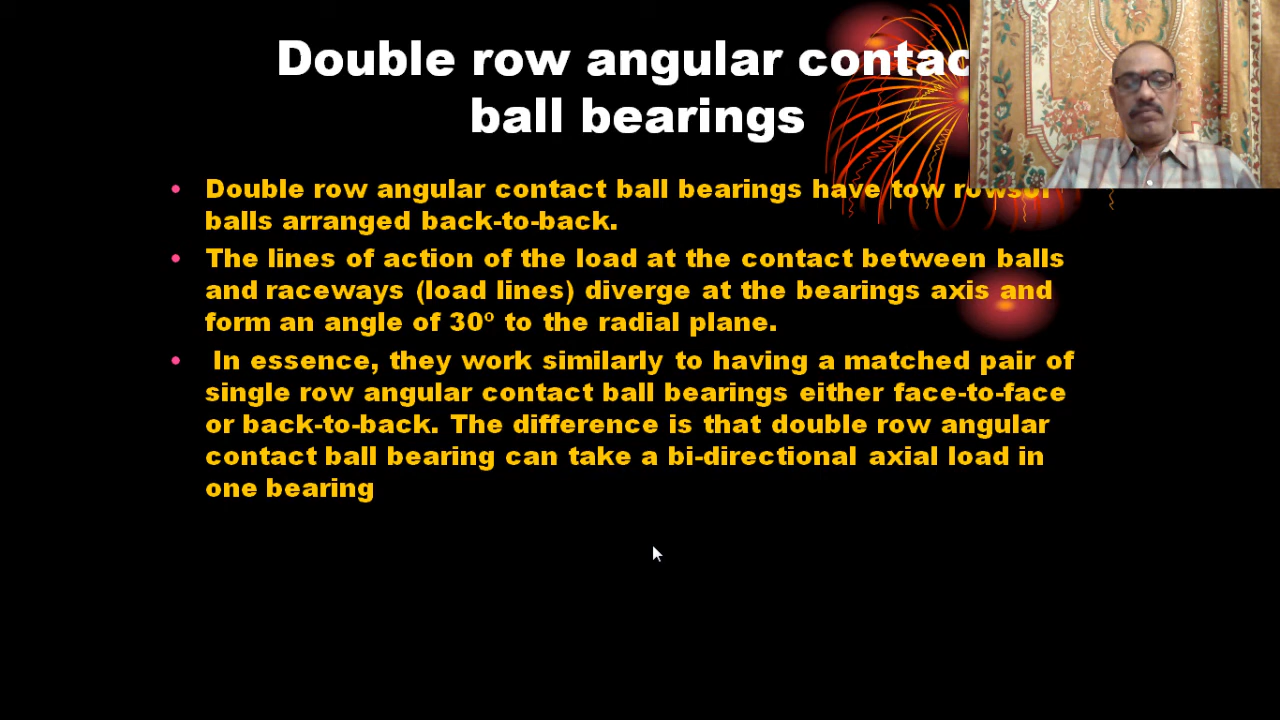 Double row angular contac
ball bearings
• Double row angular contact ball bearings have tow rowsof
balls arranged back-to-back.
• The lines of action of the load at the contact between balls
and raceways (load lines) diverge at the bearings axis and
form an angle of 30º to the radial plane.
• In essence, they work similarly to having a matched pair of
single row angular contact ball bearings either face-to-face
or back-to-back. The difference is that double row angular
contact ball bearing can take a bi-directional axial load in
one bearing